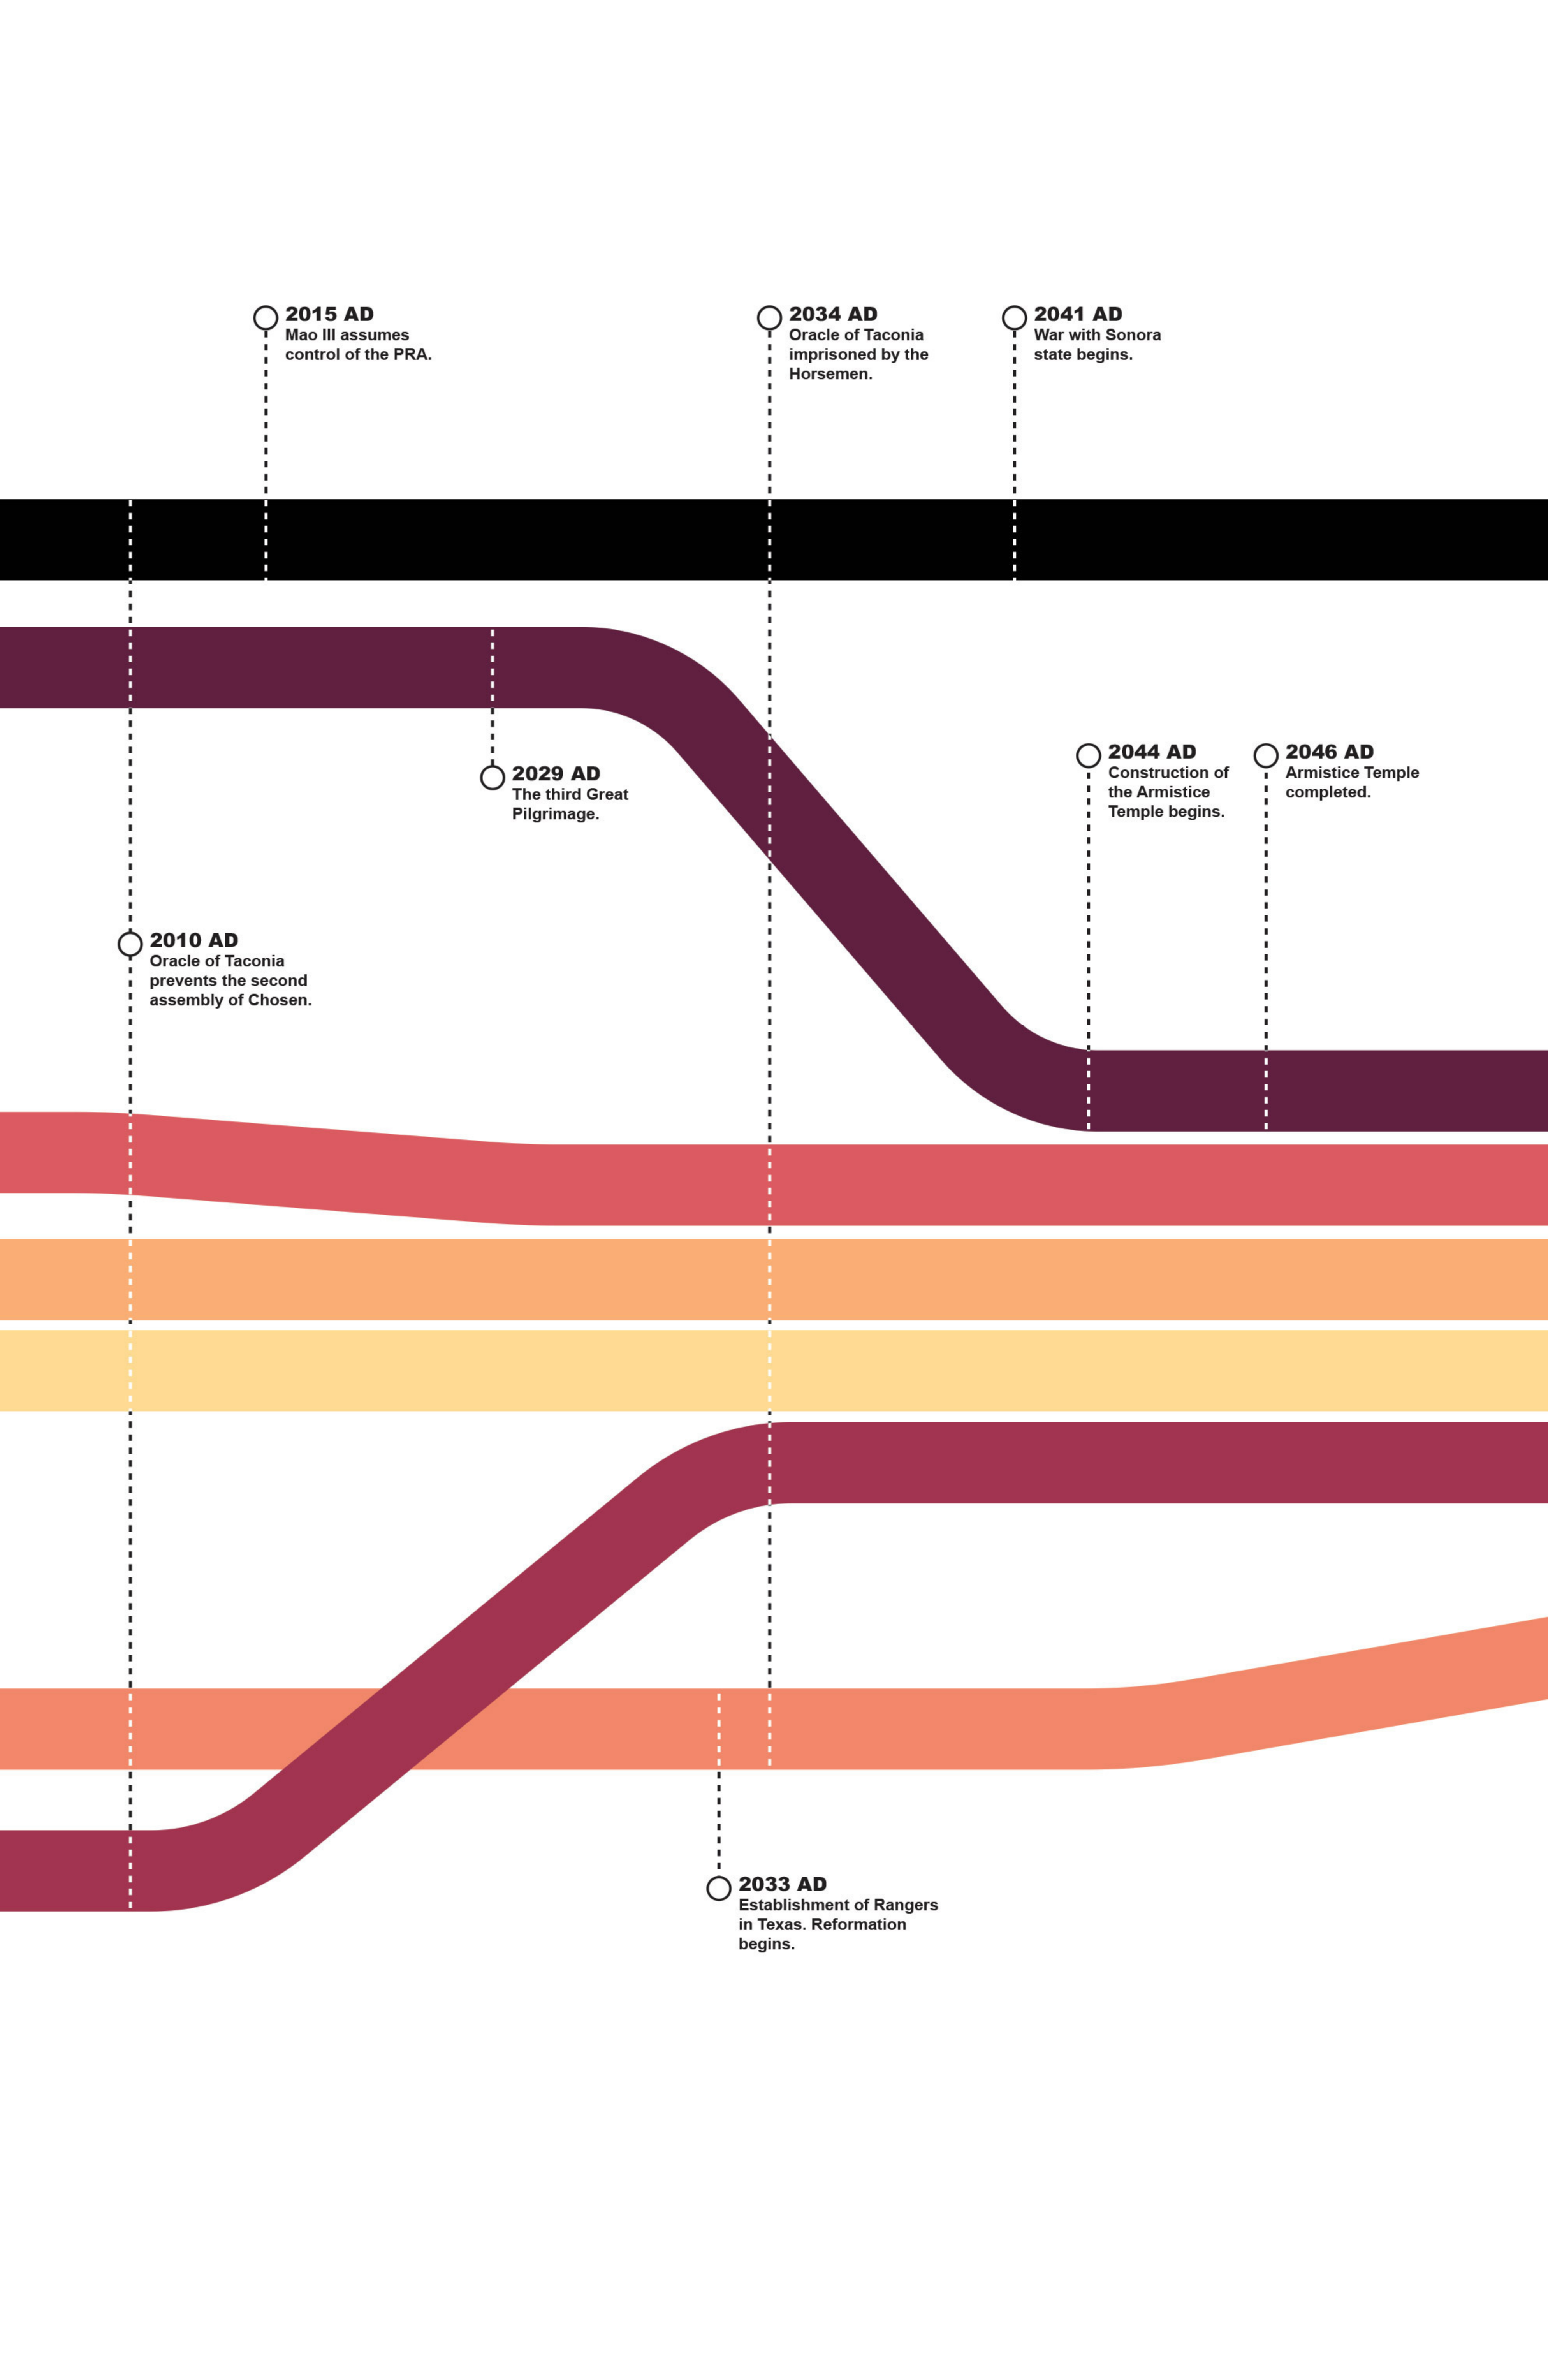 2015 AD
Mao III assumes
control of the PRA.
2034 AD
Oracle of Taconia
imprisoned by the
Horsemen.
2041 AD
War with Sonora
state begins.
2029 AD
The third Great
Pilgrimage.
2044 AD
Construction of
the Armistice
Temple begins.
2046 AD
Armistice Temple
completed.
2010 AD
Oracle of Taconia
prevents the second
assembly of Chosen.
2033 AD
Establishment of Rangers
in Texas. Reformation
begins.